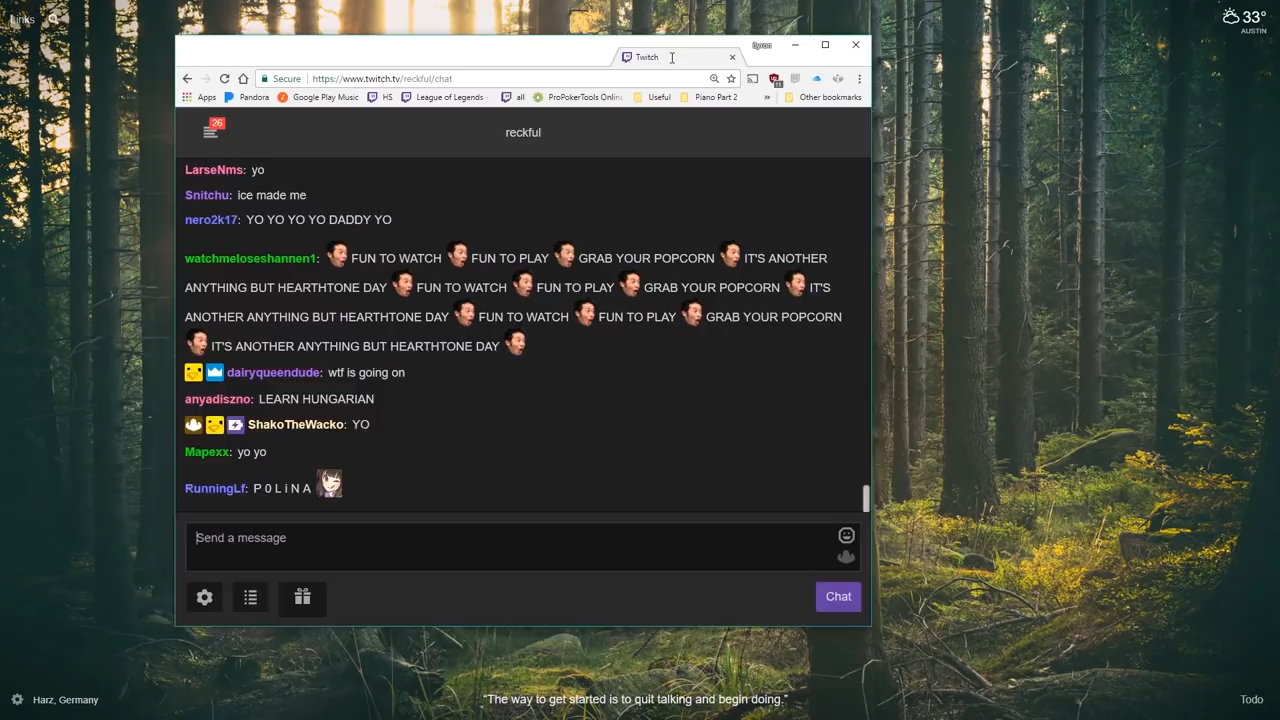 Links
33°
AUSTIN
Byron
Twitch
Secure https://www.twitch.tv/reckful/chat
Apps Pandora Google Play Music HS League of Legends - all ProPokerTools Onlin Useful Piano Part 2 » Other bookmarks
26
reckful
LarseNms: yo
Snitchu: ice made me
nero2k17: YO YO YO YO DADDY YO
watchmeloseshannen1: FUN TO WATCH FUN TO PLAY GRAB YOUR POPCORN IT'S ANOTHER
ANYTHING BUT HEARTHTONE DAY FUN TO WATCH FUN TO PLAY GRAB YOUR POPCORN IT'S
ANOTHER ANYTHING BUT HEARTHTONE DAY FUN TO WATCH FUN TO PLAY GRAB YOUR POPCORN
IT'S ANOTHER ANYTHING BUT HEARTHTONE DAY
dairyqueendude: wtf is going on
anyadiszno: LEARN HUNGARIAN
ShakoTheWacko: YO
Mapexx: yo yo
RunningLf: P 0 L i N A
Send a message
Chat
Harz, Germany
“The way to get started is to quit talking and begin doing.”
Todo